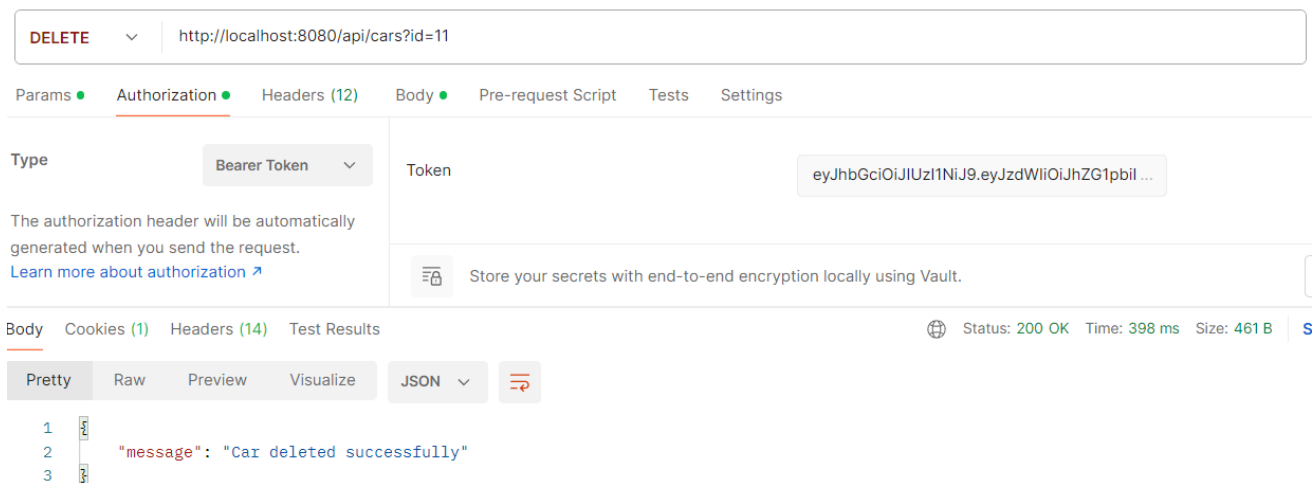 DELETE http://localhost:8080/api/cars?id=11
Params Authorization Headers (12) Body Pre-request Script Tests Settings
Type Bearer Token
The authorization header will be automatically
generated when you send the request.
Learn more about authorization ↗
Token eyJhbGciOiJIUzI1NiJ9.eyJzdWIiOiJhZG1pbiI ...
Store your secrets with end-to-end encryption locally using Vault.
Body Cookies (1) Headers (14) Test Results Status: 200 OK Time: 398 ms Size: 461 B S
Pretty Raw Preview Visualize JSON
1 {
2 "message": "Car deleted successfully"
3 }